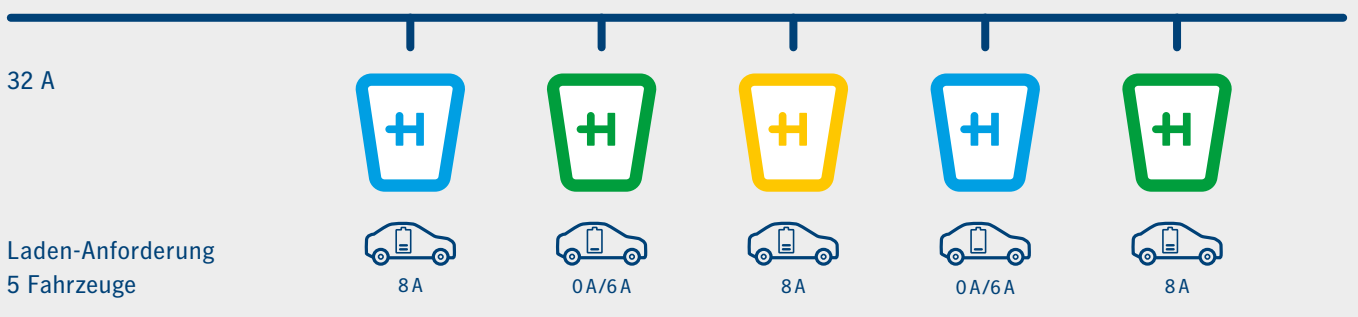 32 A
Laden-Anforderung
5 Fahrzeuge
8 A
0 A/6 A
8 A
0 A/6 A
8 A